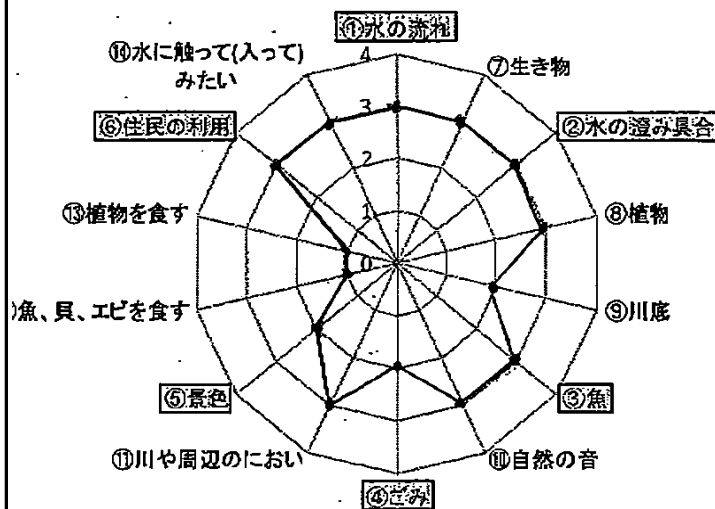 ①水の流れ
⑭水に触って(入って)
みたい
⑦生き物
⑥住民の利用
②水の澄み具合
⑬植物を食す
⑧植物
魚、貝、エビを食す
⑨川底
⑤景色
③魚
⑪川や周辺のにおい
⑩自然の音
④ごみ
4
3
2
1
0